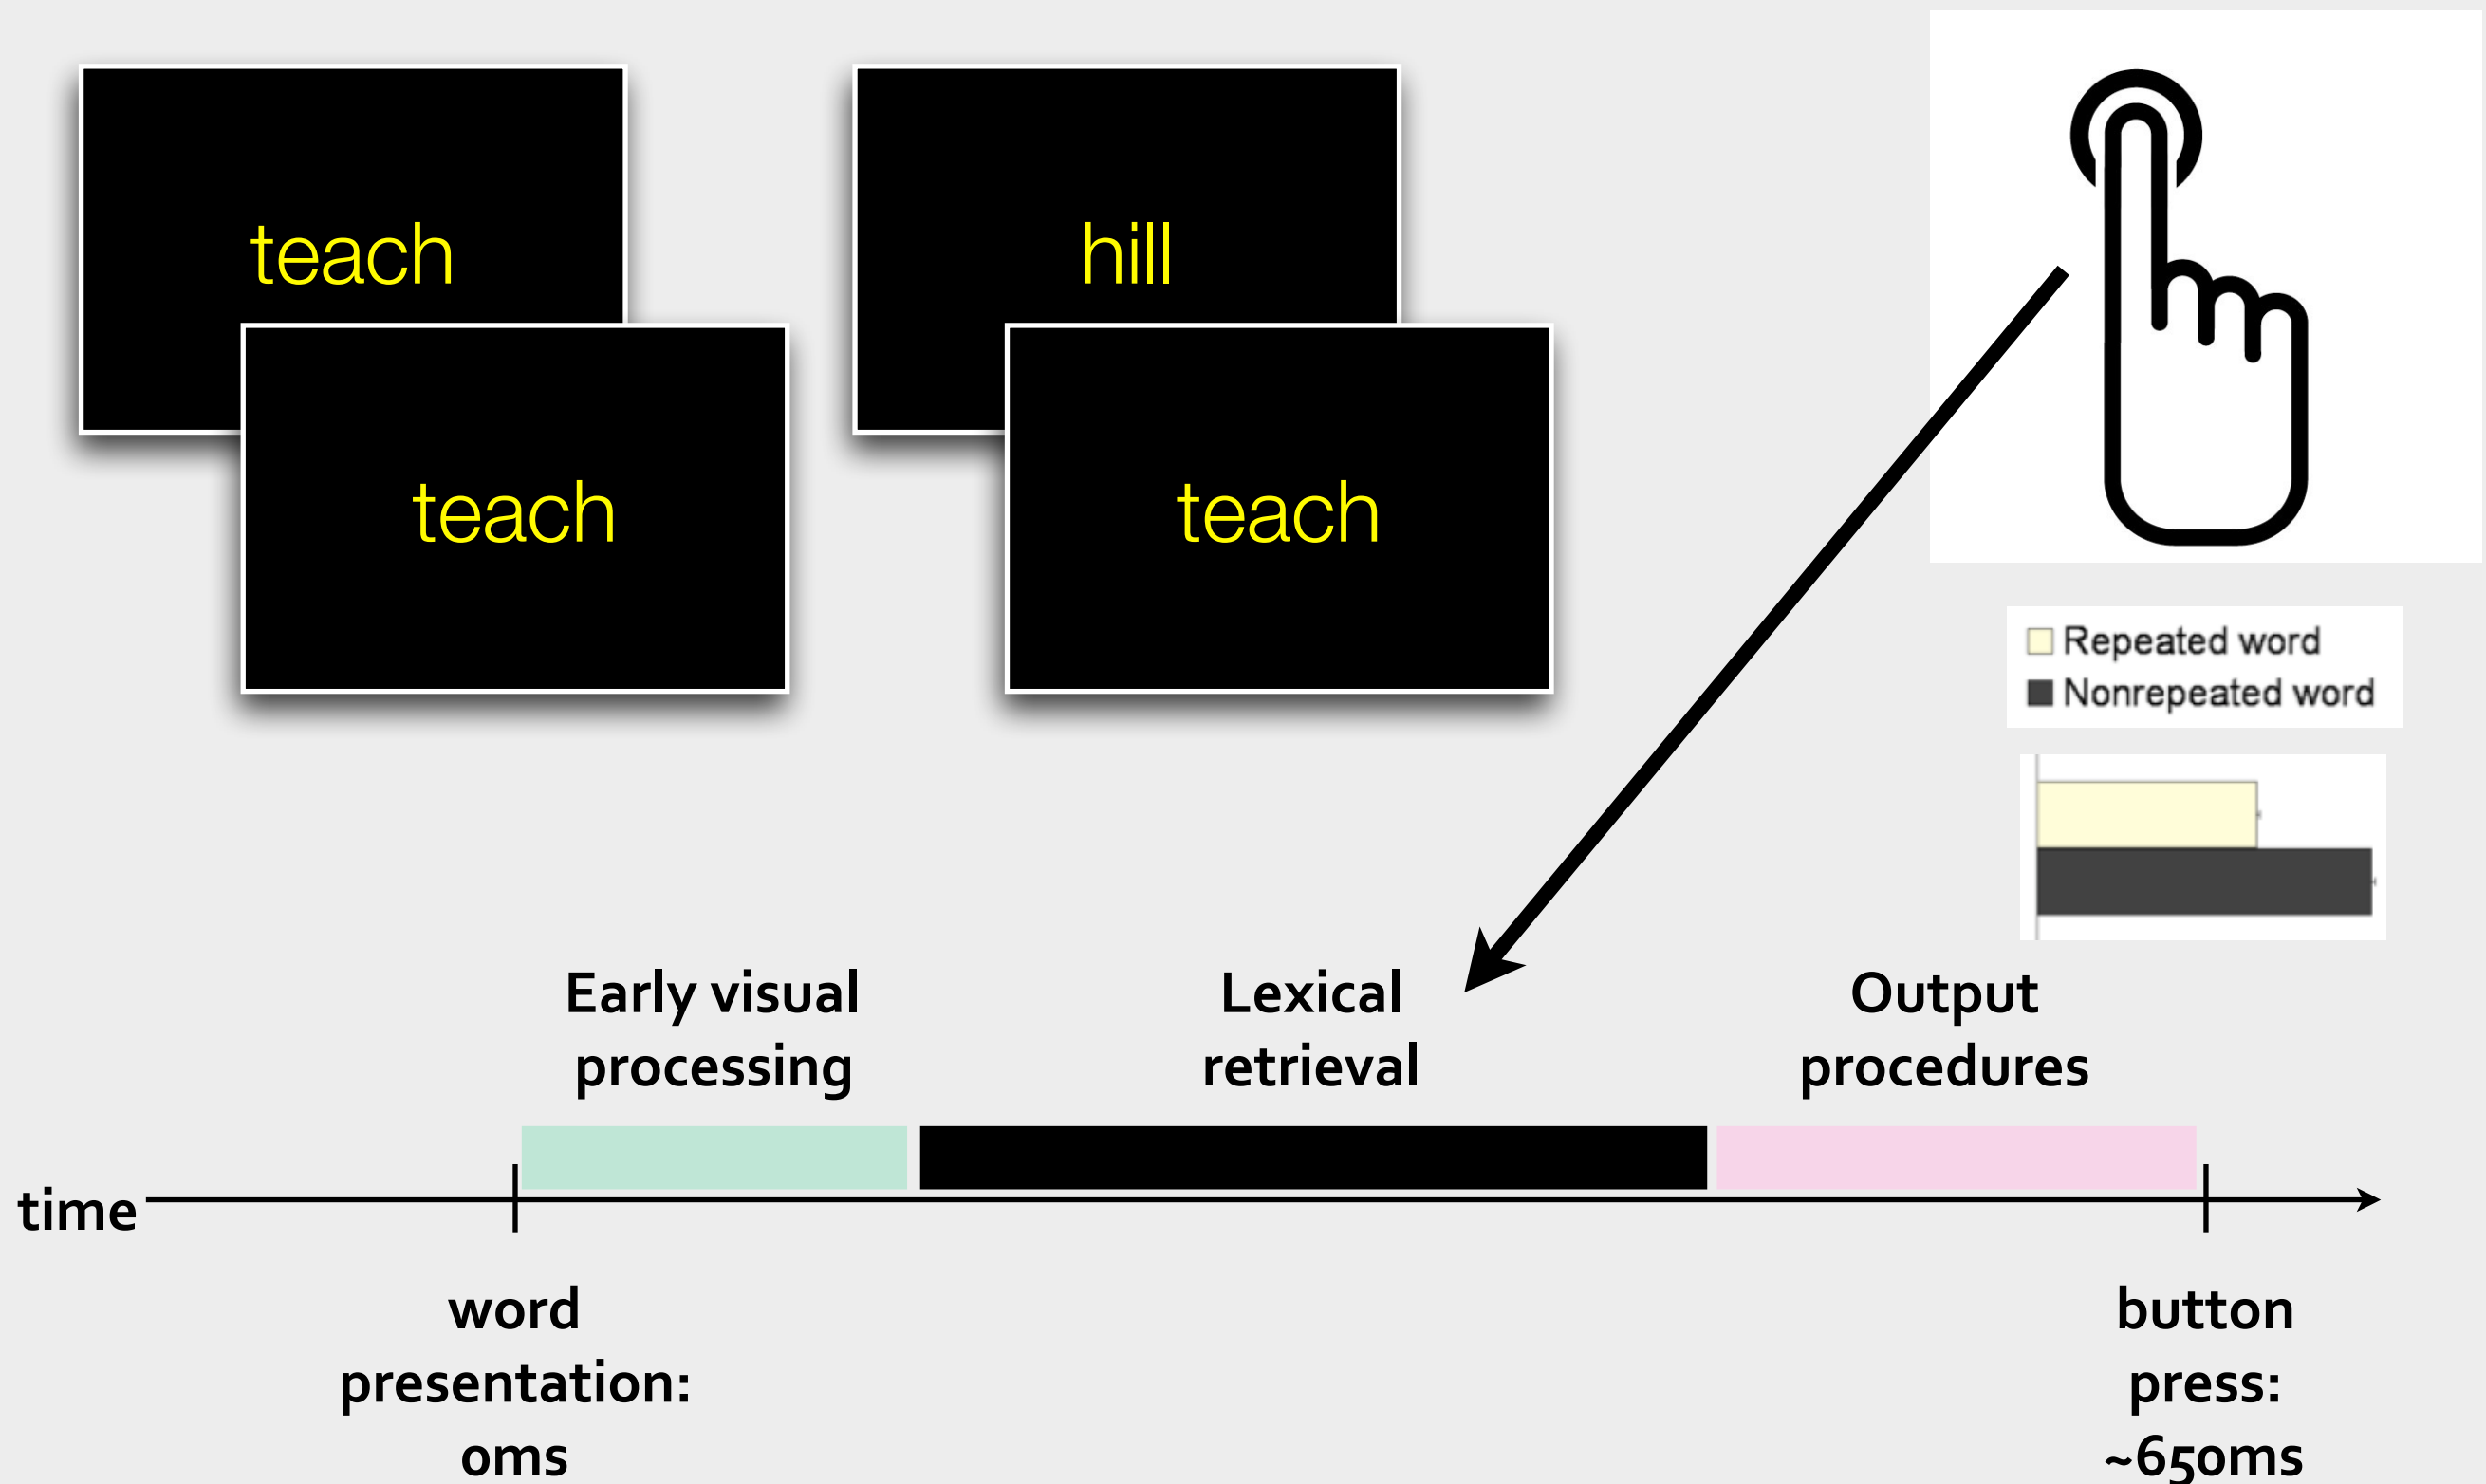 teach
teach
hill
teach
Repeated word
Nonrepeated word
Early visual
processing
Lexical
retrieval
Output
procedures
time
word
presentation:
0ms
button
press:
~650ms